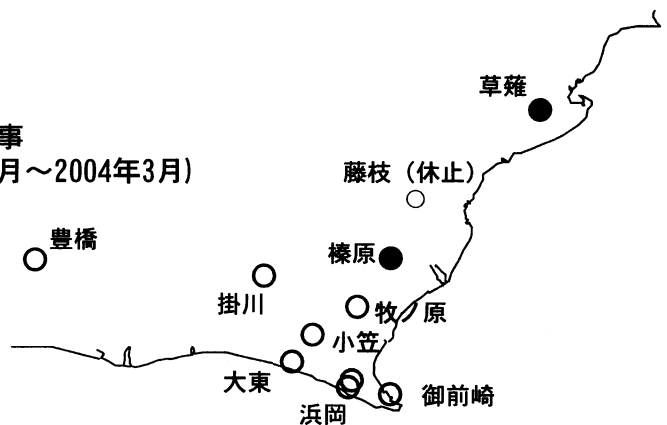 草薙
事
月～2004年3月)
藤枝（休止）
豊橋
榛原
掛川
牧ノ原
小笠
大東
浜岡
御前崎